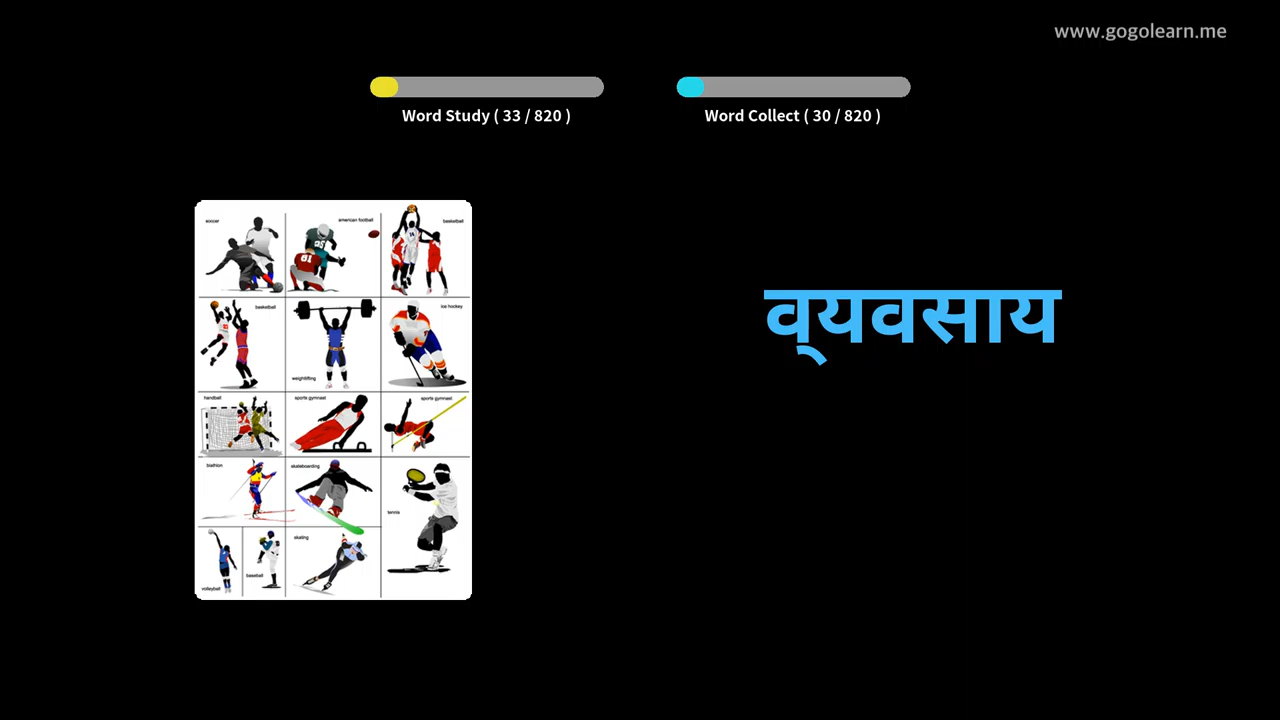 www.gogolearn.me
Word Study ( 33 / 820 )
Word Collect ( 30 / 820 )
soccer
american football
basketball
basketball
weightlifting
ice hockey
handball
sports gymnast
sports gymnast
biathlon
skateboarding
tennis
volleyball
baseball
skating
व्यवसाय